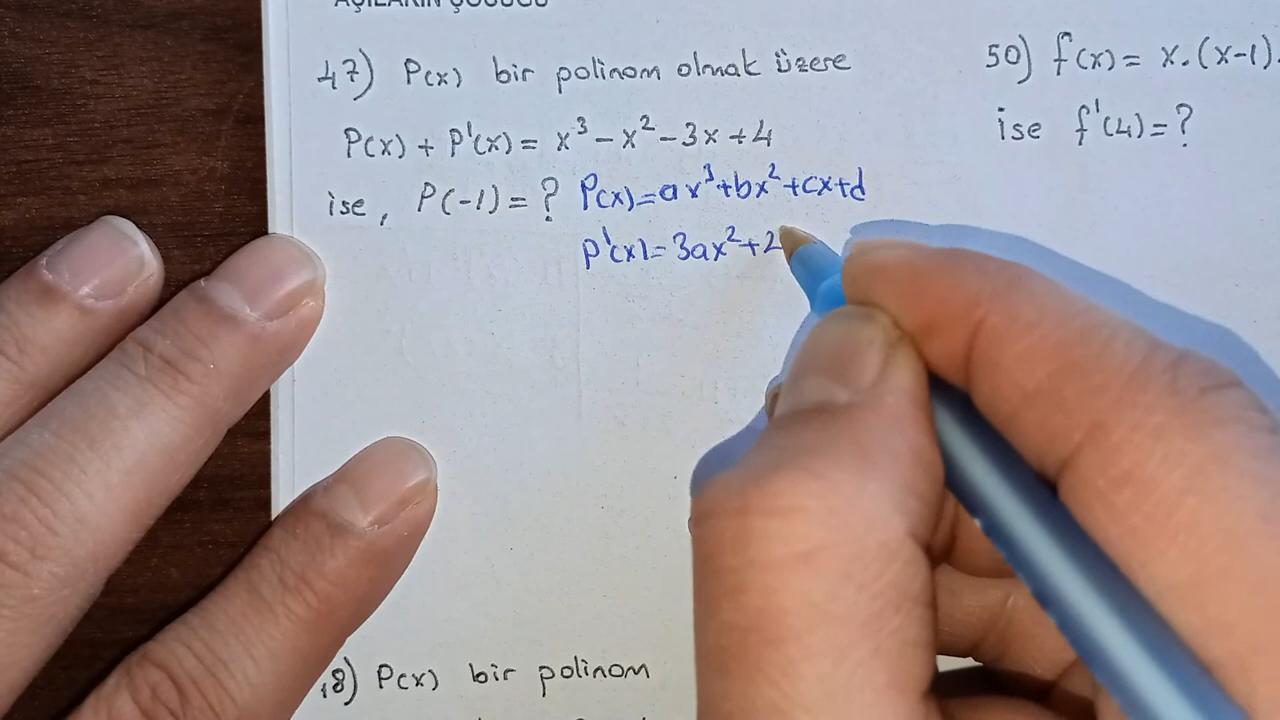 47) P(x) bir polinom olmak üzere
P(x) + P'(x) = x³ - x² - 3x + 4
ise, P(-1) = ? P(x) = ax³ + bx² + cx + d
P'(x) = 3ax² + 2
50) f(x) = x.(x-1).
ise f'(4) = ?
8) P(x) bir polinom